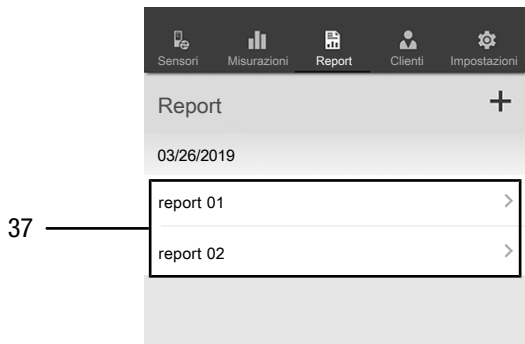 Sensori Misurazioni Report Clienti Impostazioni
Report +
03/26/2019
report 01 >
37
report 02 >